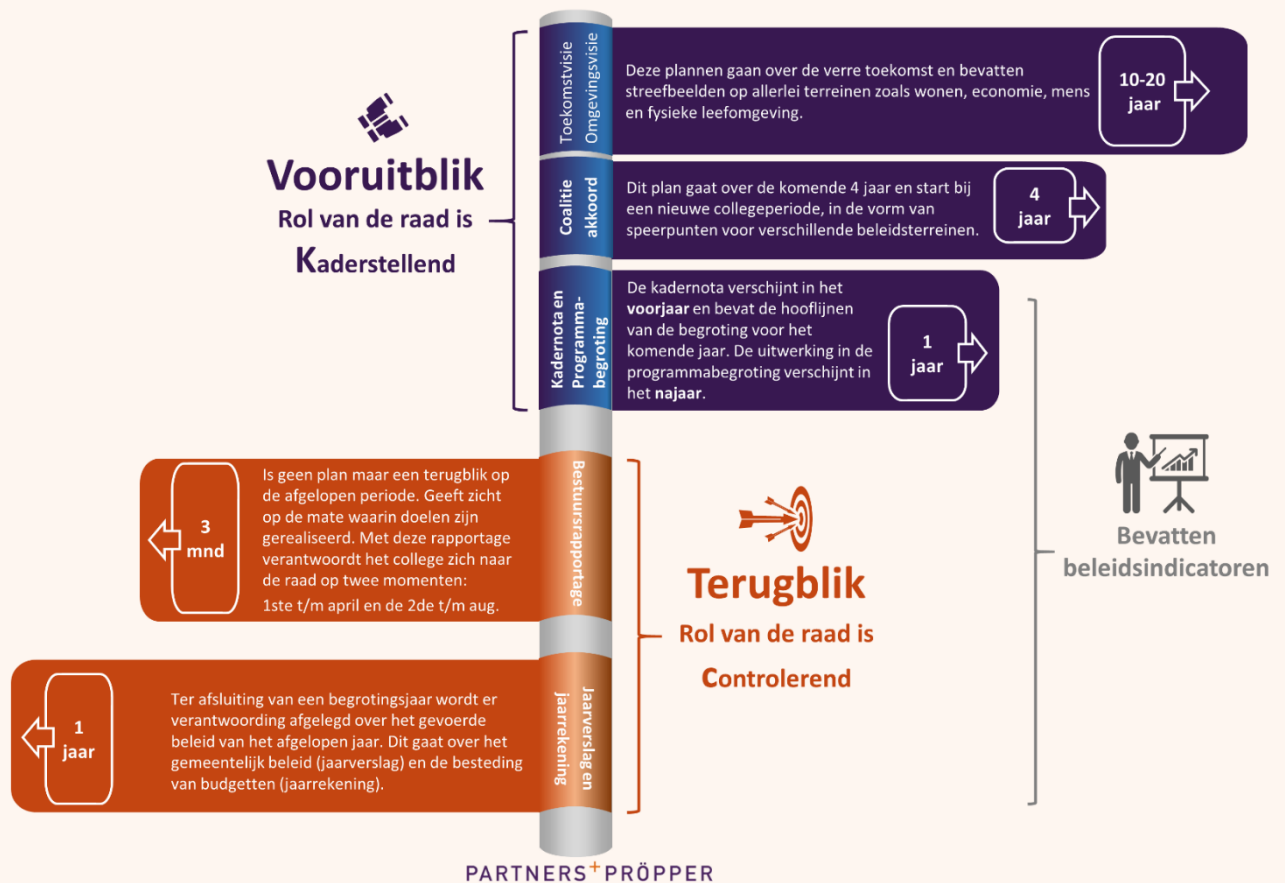 Toekomstvisie
Omgevingsvisie
Deze plannen gaan over de verre toekomst en bevatten
streefbeelden op allerlei terreinen zoals wonen, economie, mens
en fysieke leefomgeving.
10-20
jaar
Vooruitblik
Rol van de raad is
Kaderstellend
Coalitie
akkoord
Dit plan gaat over de komende 4 jaar en start bij
een nieuwe collegeperiode, in de vorm van
speerpunten voor verschillende beleidsterreinen.
4
jaar
Kadernota en
Programma-
begroting
De kadernota verschijnt in het
voorjaar en bevat de hooflijnen
van de begroting voor het
komende jaar. De uitwerking in de
programmabegroting verschijnt in
het najaar.
1
jaar
3
mnd
Is geen plan maar een terugblik op
de afgelopen periode. Geeft zicht
op de mate waarin doelen zijn
gerealiseerd. Met deze rapportage
verantwoordt het college zich naar
de raad op twee momenten:
1ste t/m april en de 2de t/m aug.
Bestuursrapportage
Terugblik
Rol van de raad is
Controlerend
Bevatten
beleidsindicatoren
1
jaar
Ter afsluiting van een begrotingsjaar wordt er
verantwoording afgelegd over het gevoerde
beleid van het afgelopen jaar. Dit gaat over het
gemeentelijk beleid (jaarverslag) en de besteding
van budgetten (jaarrekening).
Jaarverslag en
jaarrekening
PARTNERS+PRÖPPER